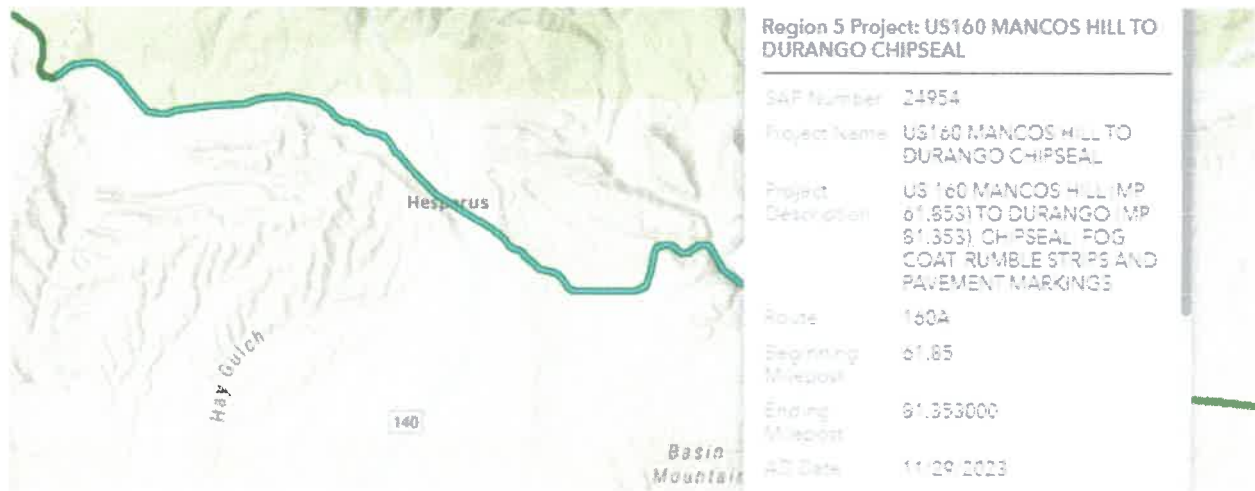 Region 5 Project: US160 MANCOS HILL TO
DURANGO CHIPSEAL
SAP Number 24954
Project Name US160 MANCOS HILL TO
DURANGO CHIPSEAL
Project Description US 160 MANCOS HILL (MP
61.853) TO DURANGO (MP
81.353), CHIPSEAL, FOG
COAT, RUMBLE STRIPS AND
PAVEMENT MARKINGS
Route 160A
Beginning Milepost 61.85
Ending Milepost 81.353000
AD Date 11/29/2023
Hesperus
Hay Gulch
140
Basin
Mountain